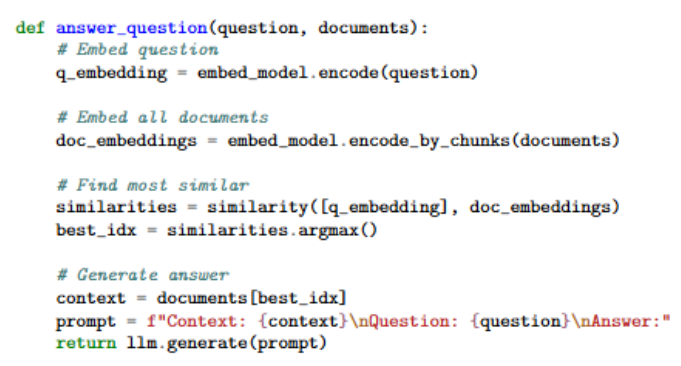 def answer_question(question, documents):
    # Embed question
    q_embedding = embed_model.encode(question)

    # Embed all documents
    doc_embeddings = embed_model.encode_by_chunks(documents)

    # Find most similar
    similarities = similarity([q_embedding], doc_embeddings)
    best_idx = similarities.argmax()

    # Generate answer
    context = documents[best_idx]
    prompt = f"Context: {context}\nQuestion: {question}\nAnswer:"
    return llm.generate(prompt)